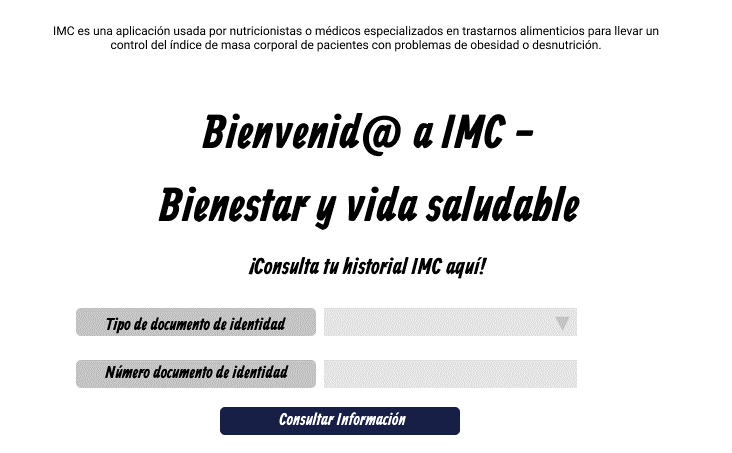 IMC es una aplicación usada por nutricionistas o médicos especializados en trastarnos alimenticios para llevar un
control del índice de masa corporal de pacientes con problemas de obesidad o desnutrición.
Bienvenid@ a IMC –
Bienestar y vida saludable
¡Consulta tu historial IMC aquí!
Tipo de documento de identidad
Número documento de identidad
Consultar Información